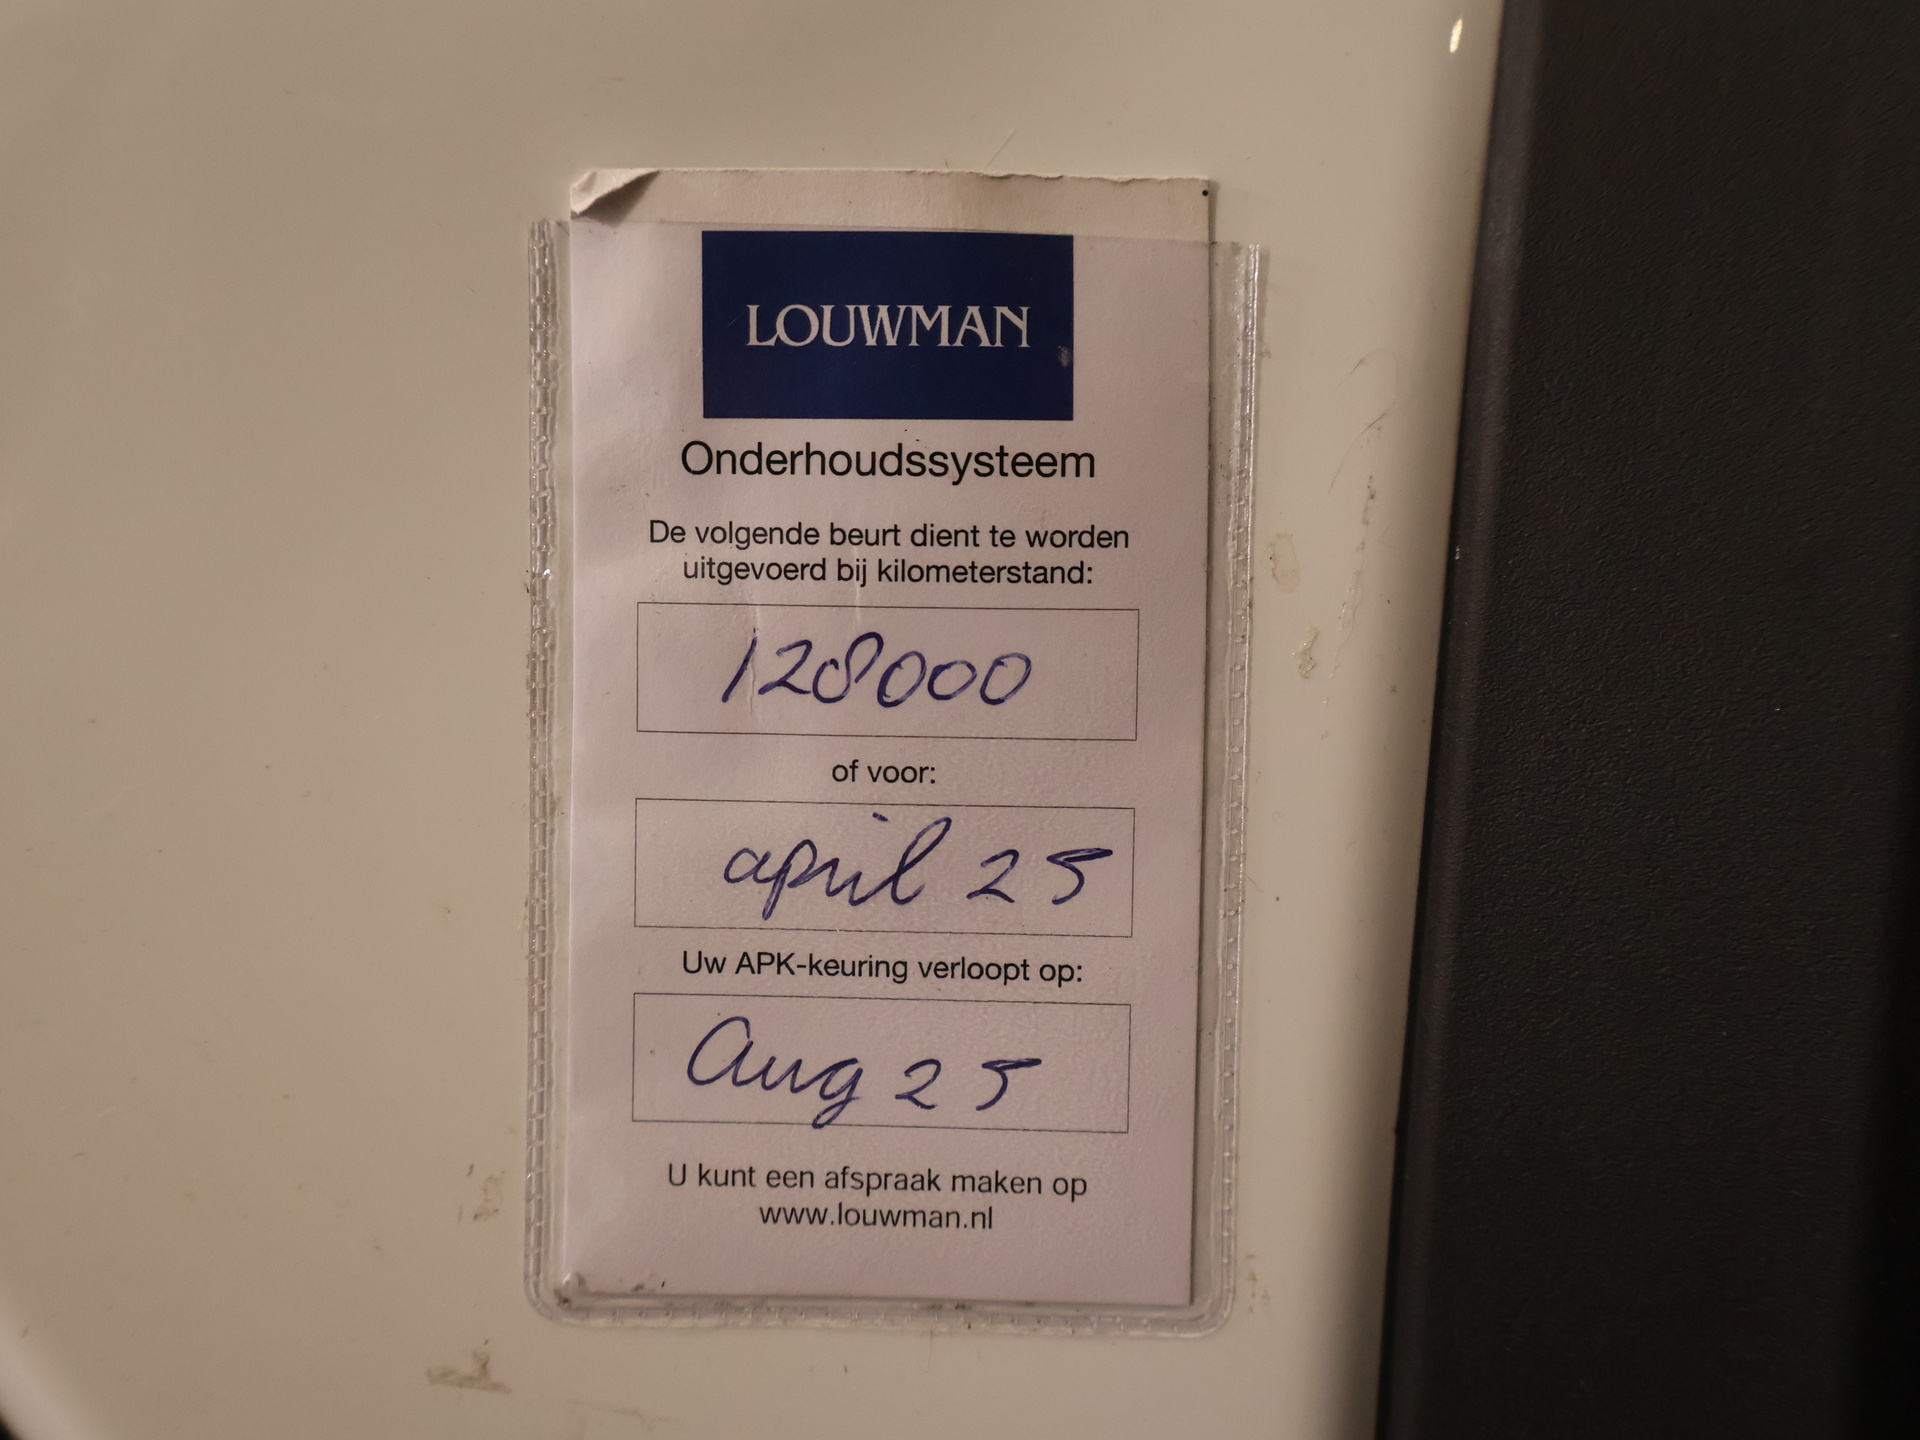 LOUWMAN
Onderhoudssysteem
De volgende beurt dient te worden
uitgevoerd bij kilometerstand:
128000
of voor:
april 25
Uw APK-keuring verloopt op:
Aug 25
U kunt een afspraak maken op
www.louwman.nl